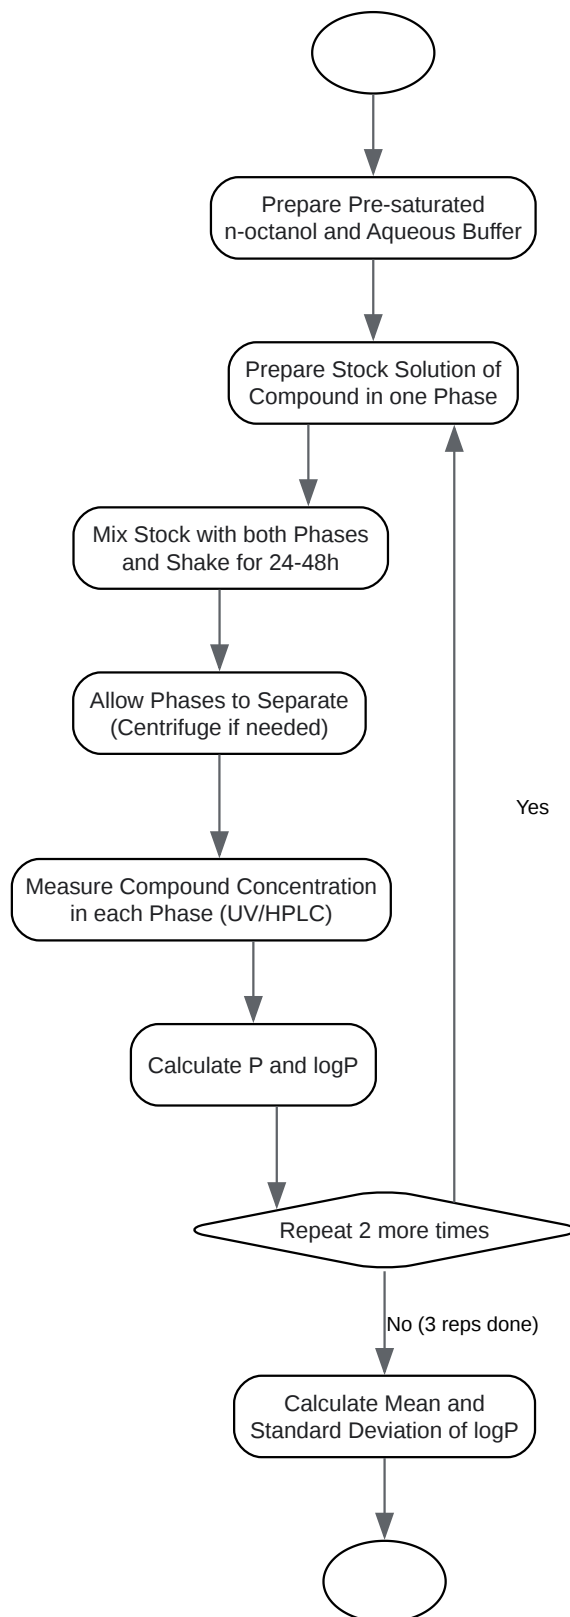 Prepare Pre-saturated
n-octanol and Aqueous Buffer
Prepare Stock Solution of
Compound in one Phase
Mix Stock with both Phases
and Shake for 24-48h
Allow Phases to Separate
(Centrifuge if needed)
Yes
Measure Compound Concentration
in each Phase (UV/HPLC)
Calculate P and logP
Repeat 2 more times
No (3 reps done)
Calculate Mean and
Standard Deviation of logP